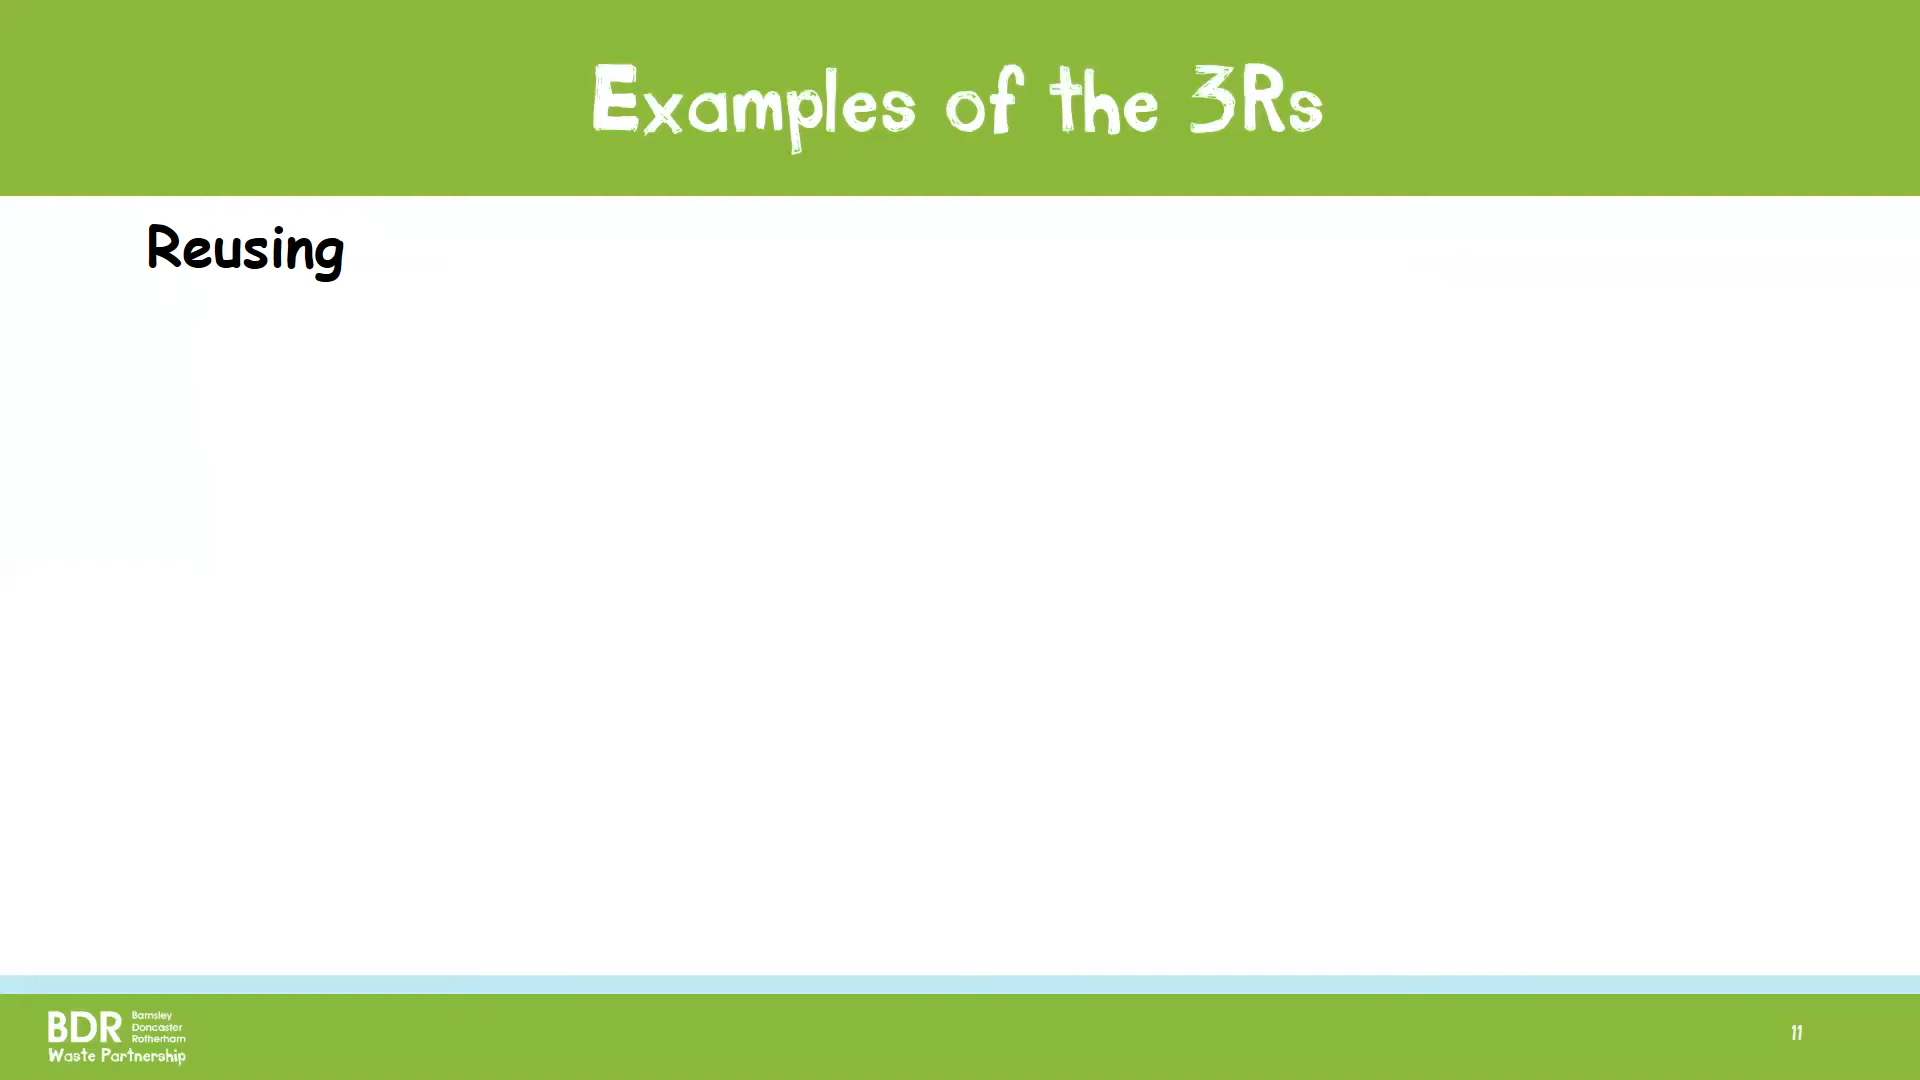 Examples of the 3Rs
Reusing
BDR
Barnsley
Doncaster
Rotherham
Waste Partnership
11